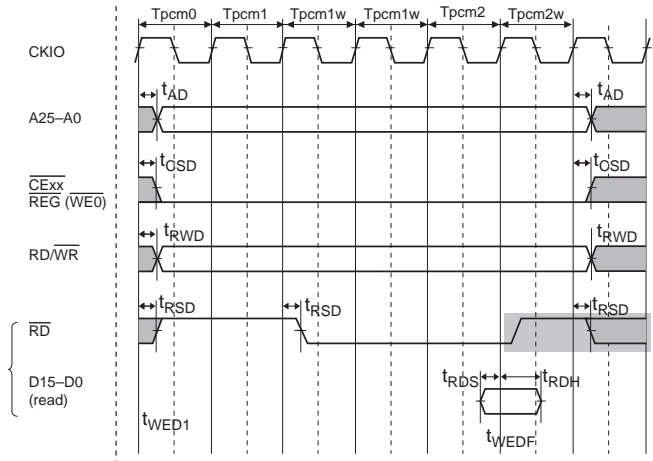 Tpcm0 Tpcm1 Tpcm1w Tpcm1w Tpcm2 Tpcm2w
CKIO
tAD tAD
A25–A0
tCSD tCSD
CExx
REG (WE0)
tRWD tRWD
RD/WR
tRSD tRSD tRSD
RD
tRDS tRDH
D15–D0
(read)
tWED1
tWEDF